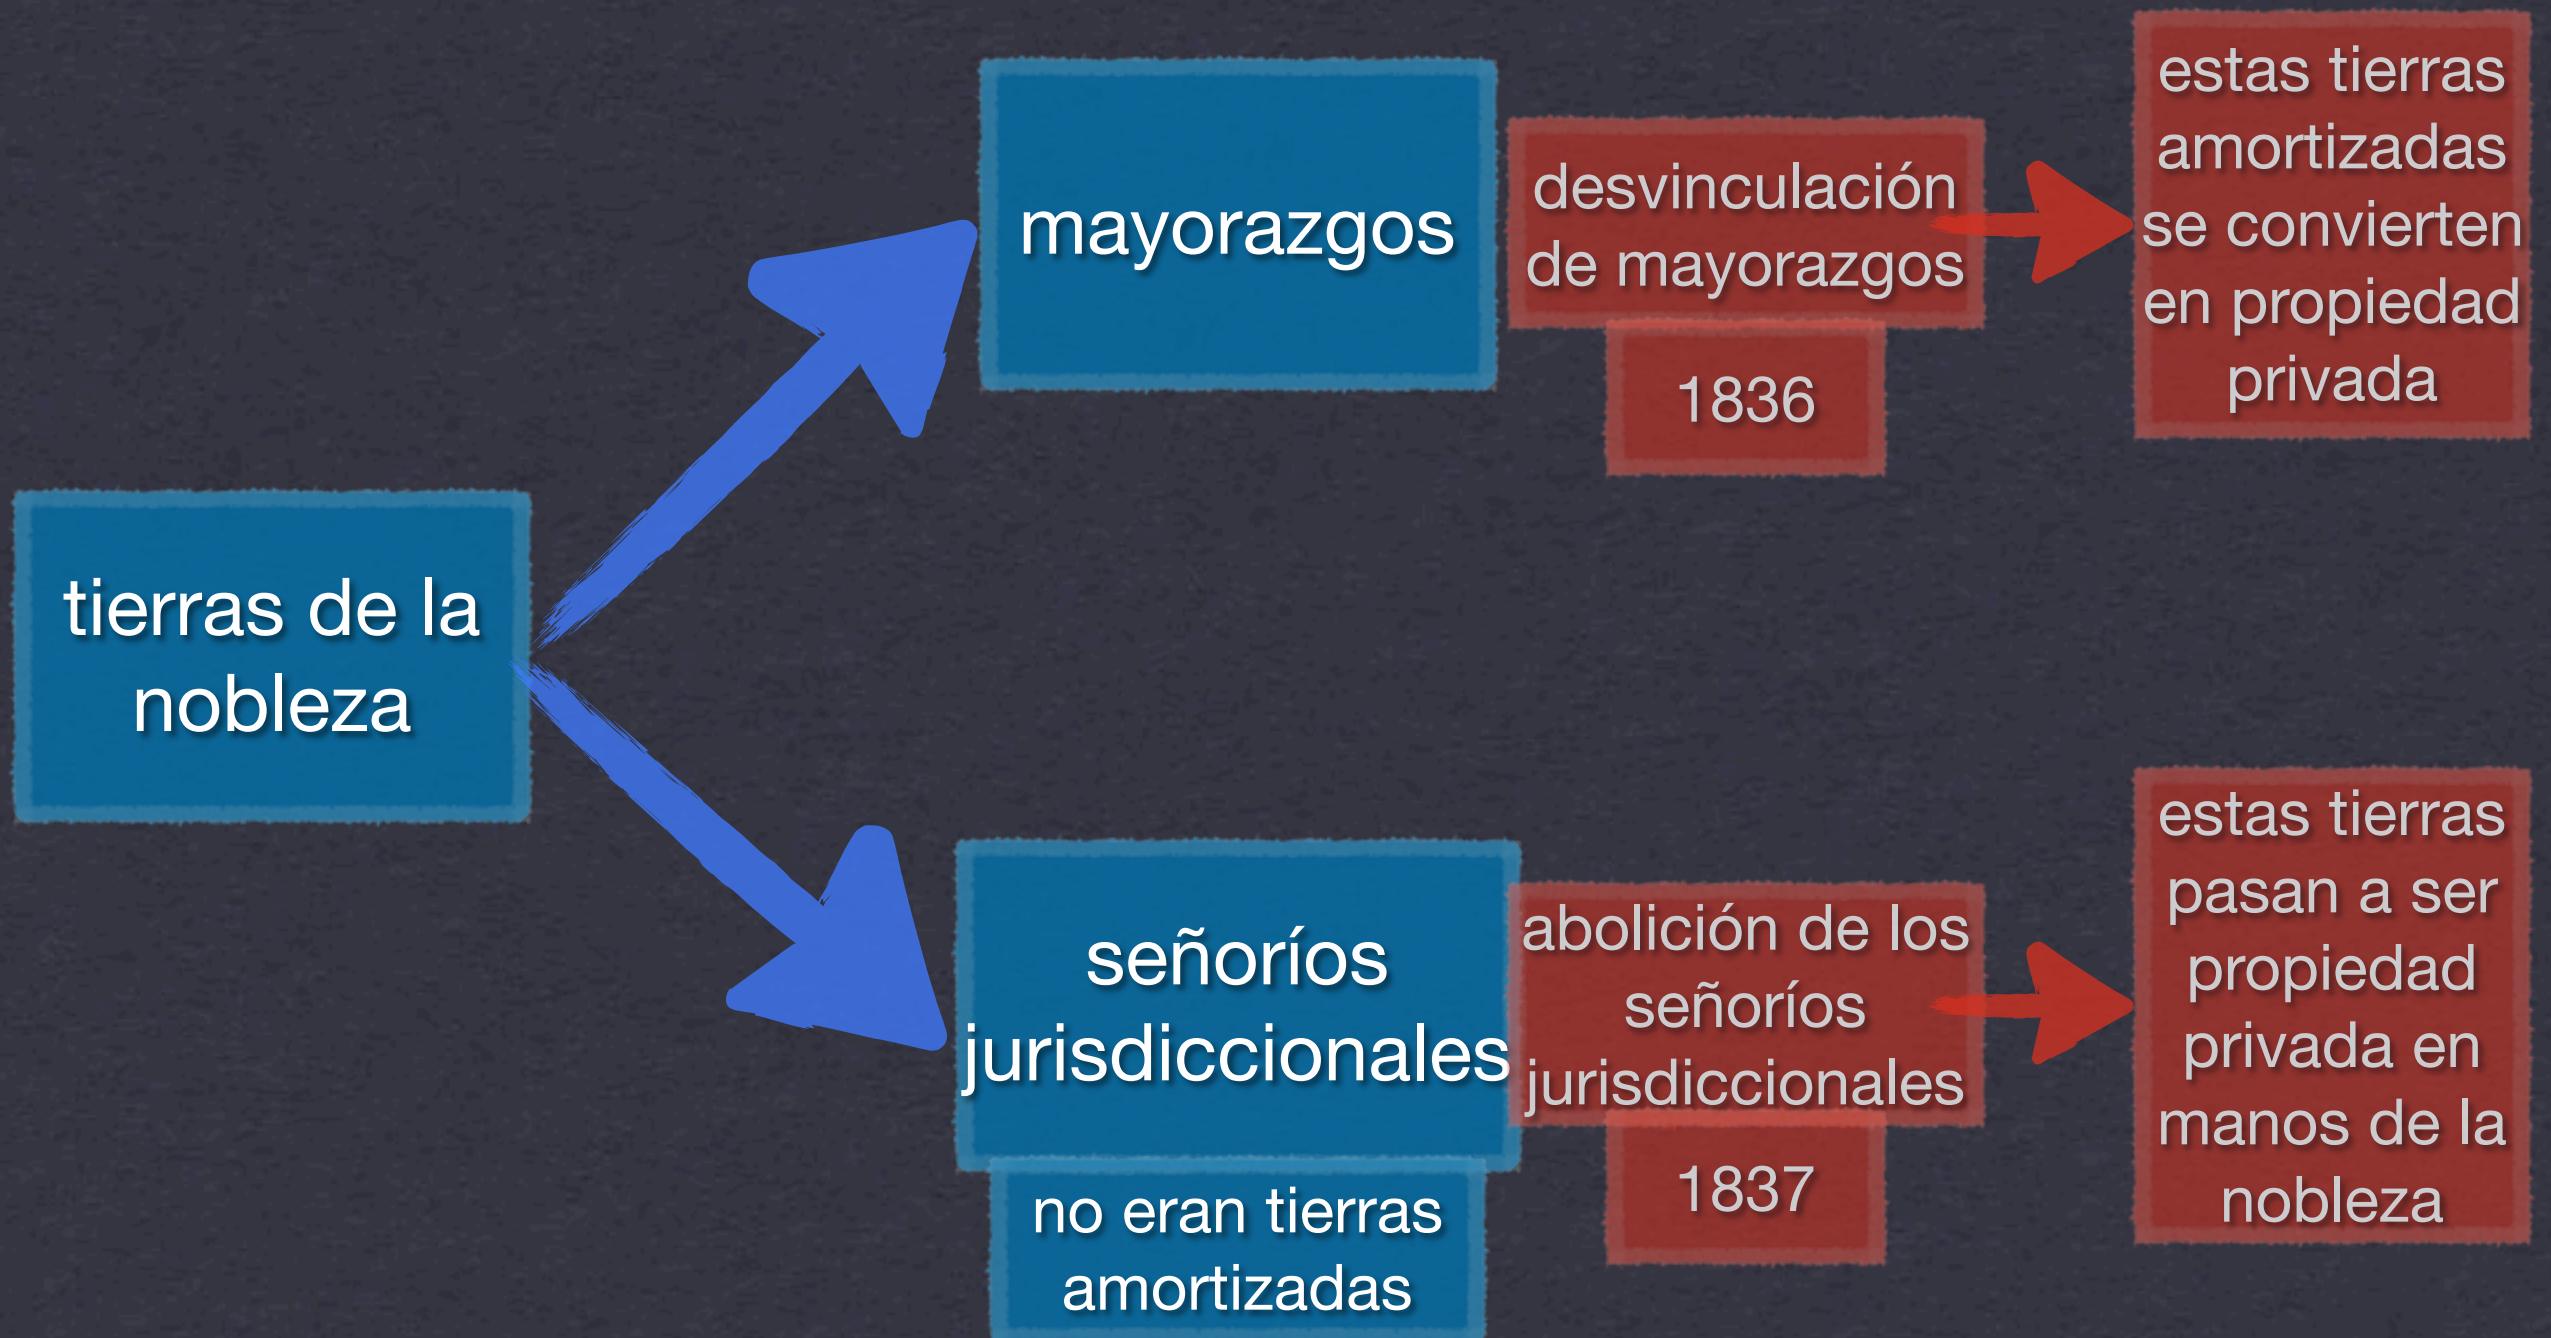 tierras de la
nobleza
mayorazgos
desvinculación
de mayorazgos
1836
estas tierras
amortizadas
se convierten
en propiedad
privada
señoríos
jurisdiccionales
no eran tierras
amortizadas
abolición de los
señoríos
jurisdiccionales
1837
estas tierras
pasan a ser
propiedad
privada en
manos de la
nobleza